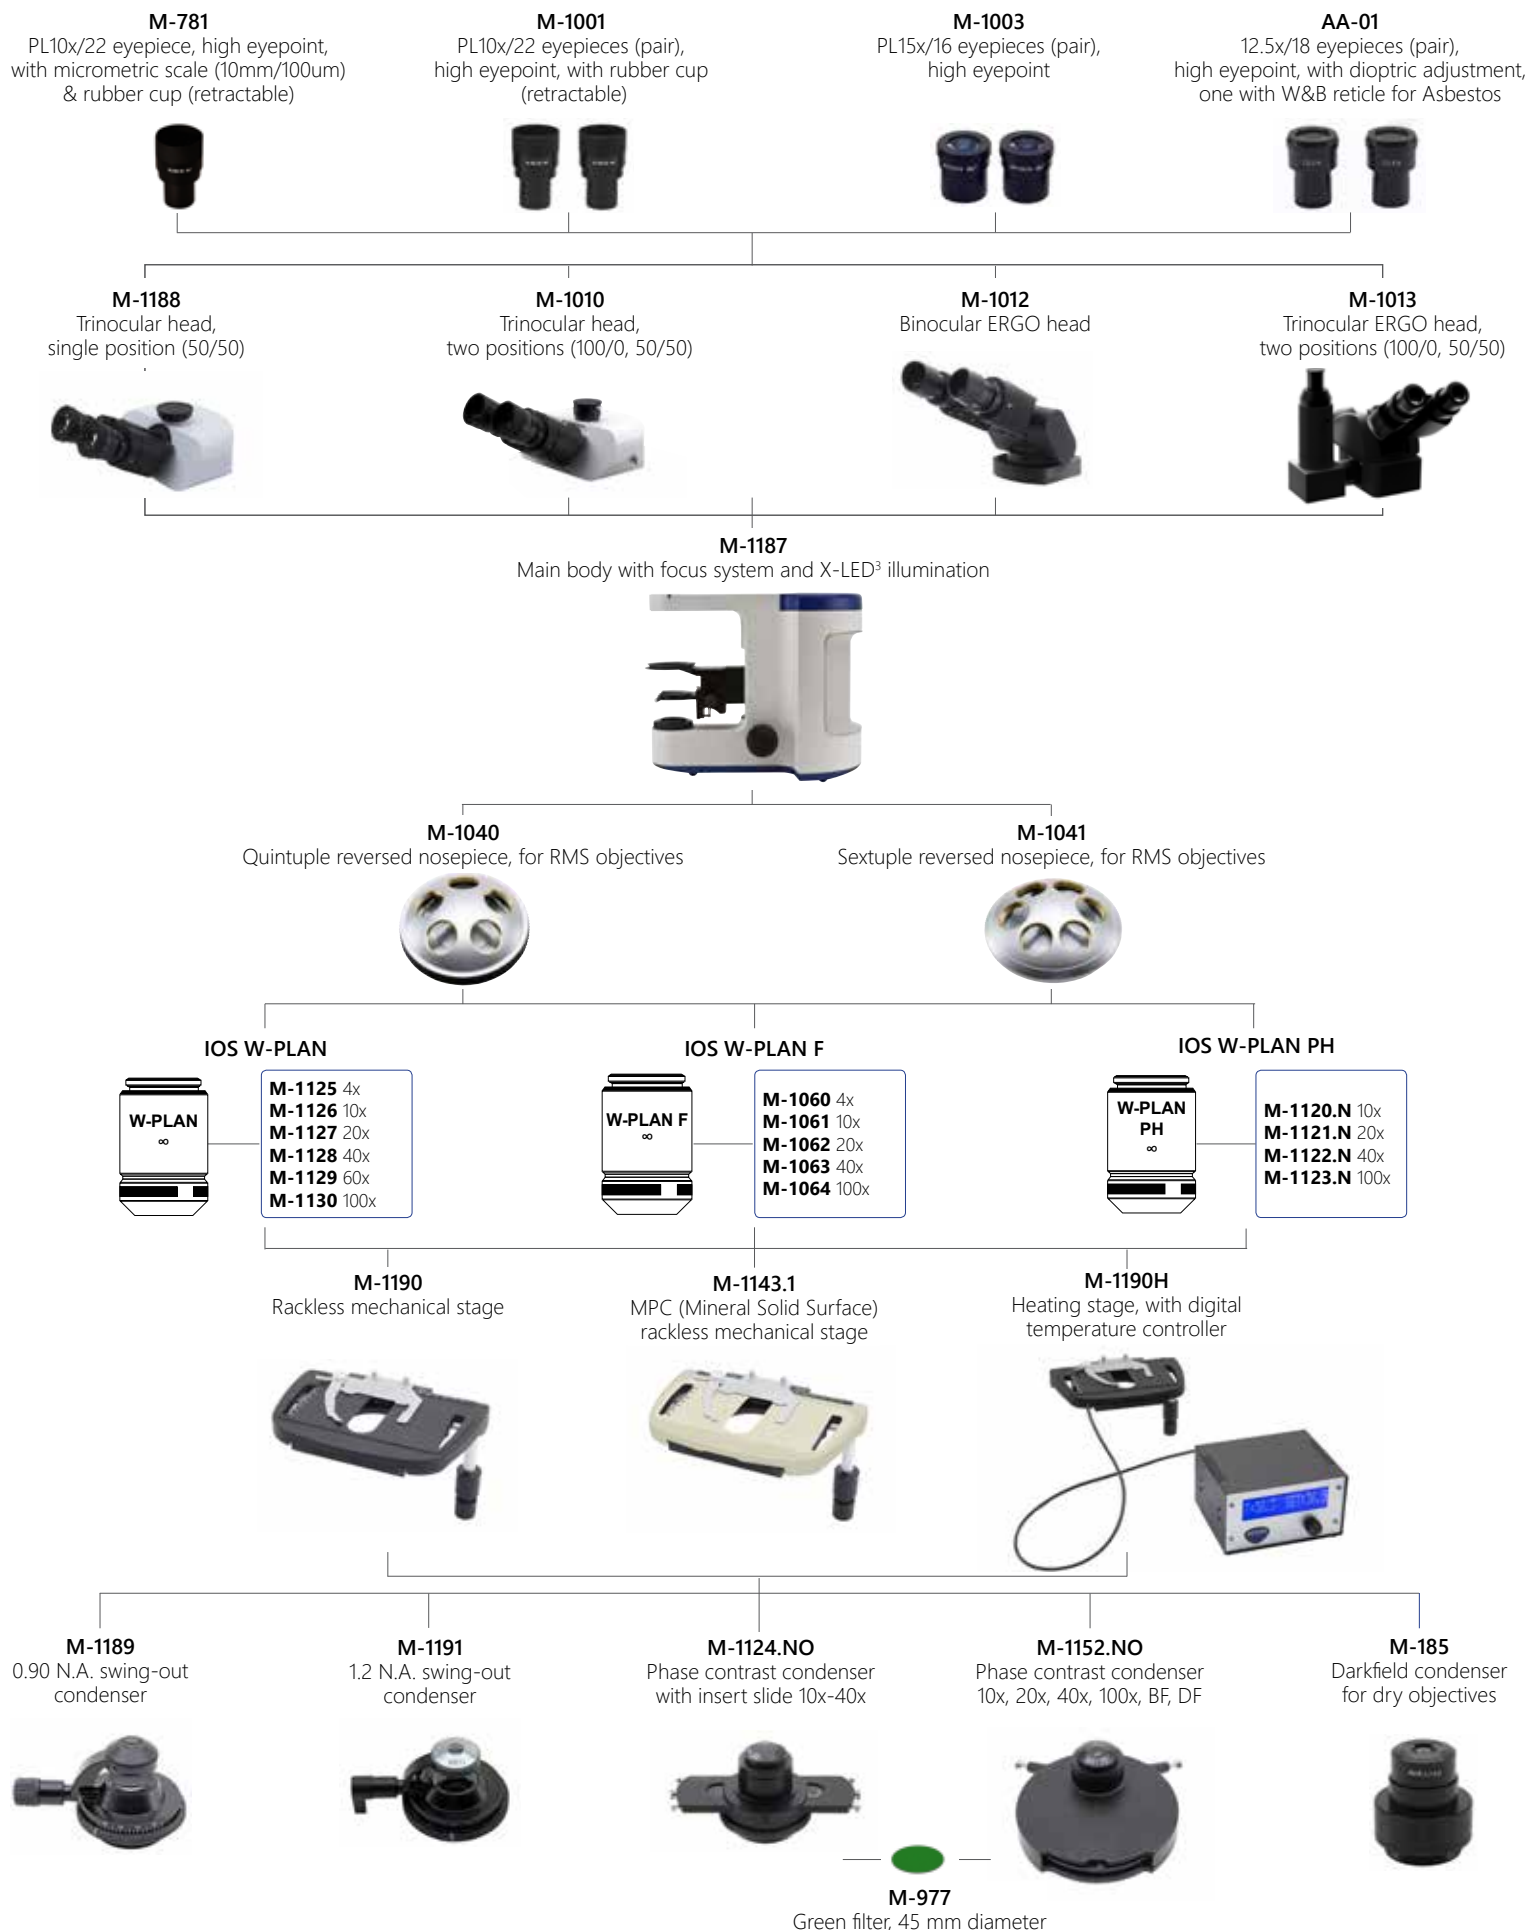 M-781
PL10x/22 eyepiece, high eyepoint,
with micrometric scale (10mm/100um)
& rubber cup (retractable)
M-1001
PL10x/22 eyepieces (pair),
high eyepoint, with rubber cup
(retractable)
M-1003
PL15x/16 eyepieces (pair),
high eyepoint
AA-01
12.5x/18 eyepieces (pair),
high eyepoint, with dioptric adjustment,
one with W&B reticle for Asbestos
M-1188
Trinocular head,
single position (50/50)
M-1010
Trinocular head,
two positions (100/0, 50/50)
M-1012
Binocular ERGO head
M-1013
Trinocular ERGO head,
two positions (100/0, 50/50)
M-1187
Main body with focus system and X-LED³ illumination
M-1040
Quintuple reversed nosepiece, for RMS objectives
M-1041
Sextuple reversed nosepiece, for RMS objectives
IOS W-PLAN
W-PLAN
∞
M-1125 4x
M-1126 10x
M-1127 20x
M-1128 40x
M-1129 60x
M-1130 100x
IOS W-PLAN F
W-PLAN F
∞
M-1060 4x
M-1061 10x
M-1062 20x
M-1063 40x
M-1064 100x
IOS W-PLAN PH
W-PLAN
PH
∞
M-1120.N 10x
M-1121.N 20x
M-1122.N 40x
M-1123.N 100x
M-1190
Rackless mechanical stage
M-1143.1
MPC (Mineral Solid Surface)
rackless mechanical stage
M-1190H
Heating stage, with digital
temperature controller
M-1189
0.90 N.A. swing-out
condenser
M-1191
1.2 N.A. swing-out
condenser
M-1124.NO
Phase contrast condenser
with insert slide 10x-40x
M-1152.NO
Phase contrast condenser
10x, 20x, 40x, 100x, BF, DF
M-185
Darkfield condenser
for dry objectives
M-977
Green filter, 45 mm diameter